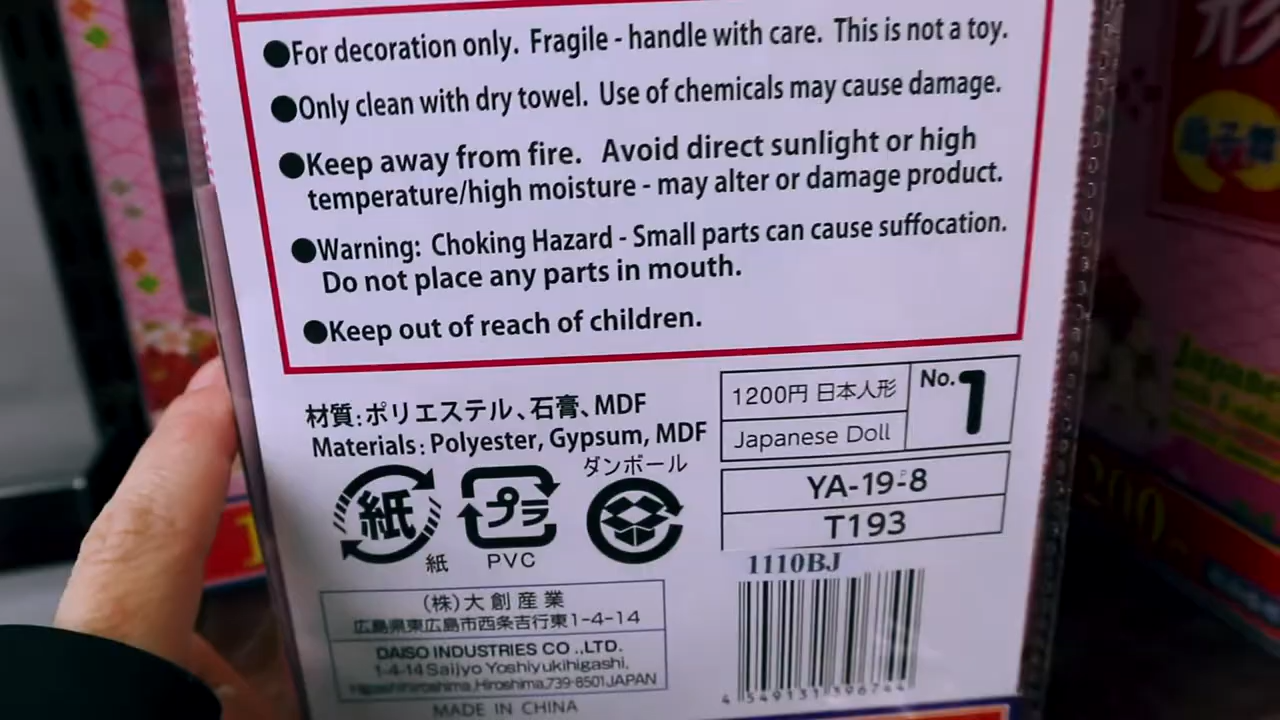 ●For decoration only. Fragile - handle with care. This is not a toy.
●Only clean with dry towel. Use of chemicals may cause damage.
●Keep away from fire. Avoid direct sunlight or high
temperature/high moisture - may alter or damage product.
●Warning: Choking Hazard - Small parts can cause suffocation.
Do not place any parts in mouth.
●Keep out of reach of children.
材質:ポリエステル、石膏、MDF
Materials: Polyester, Gypsum, MDF
1200円 日本人形
Japanese Doll
No. 1
YA-19-P-8
T193
ダンボール
紙
プラ
紙
PVC
1110BJ
(株)大創産業
広島県東広島市西条吉行東1-4-14
DAISO INDUSTRIES CO.,LTD.
1-4-14 Saijyo Yoshiyukihigashi,
Higashihiroshima,Hiroshima,739-8501,JAPAN
MADE IN CHINA
4 549131 596744